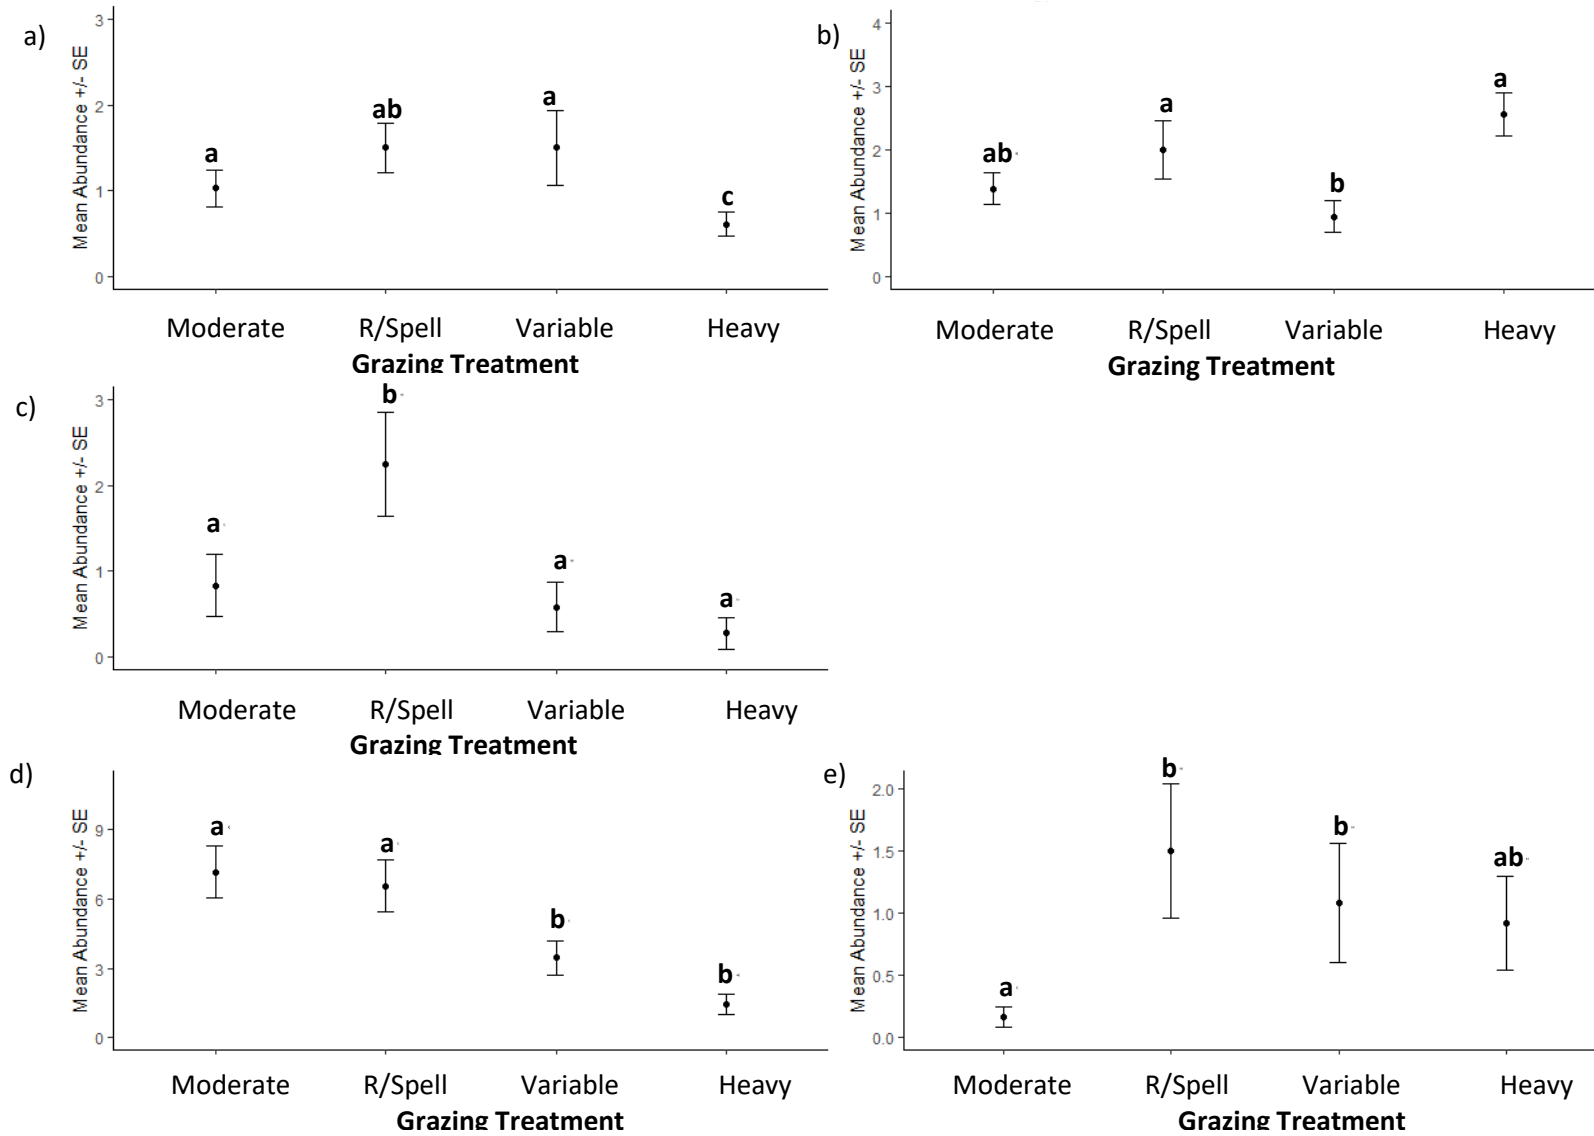 a)
Mean Abundance +/- SE
3
2
1
0
a
ab
a
c
Moderate R/Spell Variable Heavy
Grazing Treatment
b)
Mean Abundance +/- SE
4
3
2
1
0
ab
a
b
a
Moderate R/Spell Variable Heavy
Grazing Treatment
c)
Mean Abundance +/- SE
3
2
1
0
a
b
a
a
Moderate R/Spell Variable Heavy
Grazing Treatment
d)
Mean Abundance +/- SE
9
6
3
0
a
a
b
b
Moderate R/Spell Variable Heavy
Grazing Treatment
e)
Mean Abundance +/- SE
2.0
1.5
1.0
0.5
0.0
a
b
b
ab
Moderate R/Spell Variable Heavy
Grazing Treatment